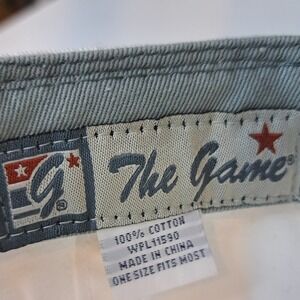 G®
The Game®
100% COTTON
WPL11590
MADE IN CHINA
ONE SIZE FITS MOST